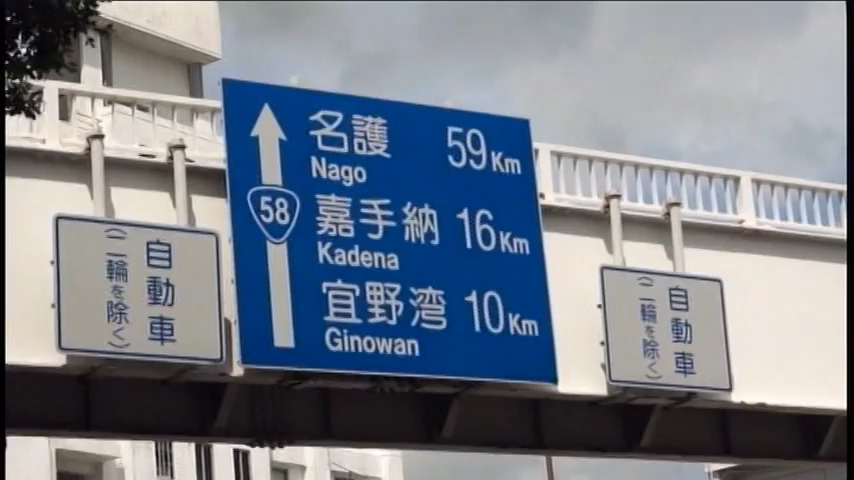 名護 59Km
Nago
58
嘉手納 16Km
Kadena
宜野湾 10Km
Ginowan
自動車
(二輪を除く)
自動車
(二輪を除く)